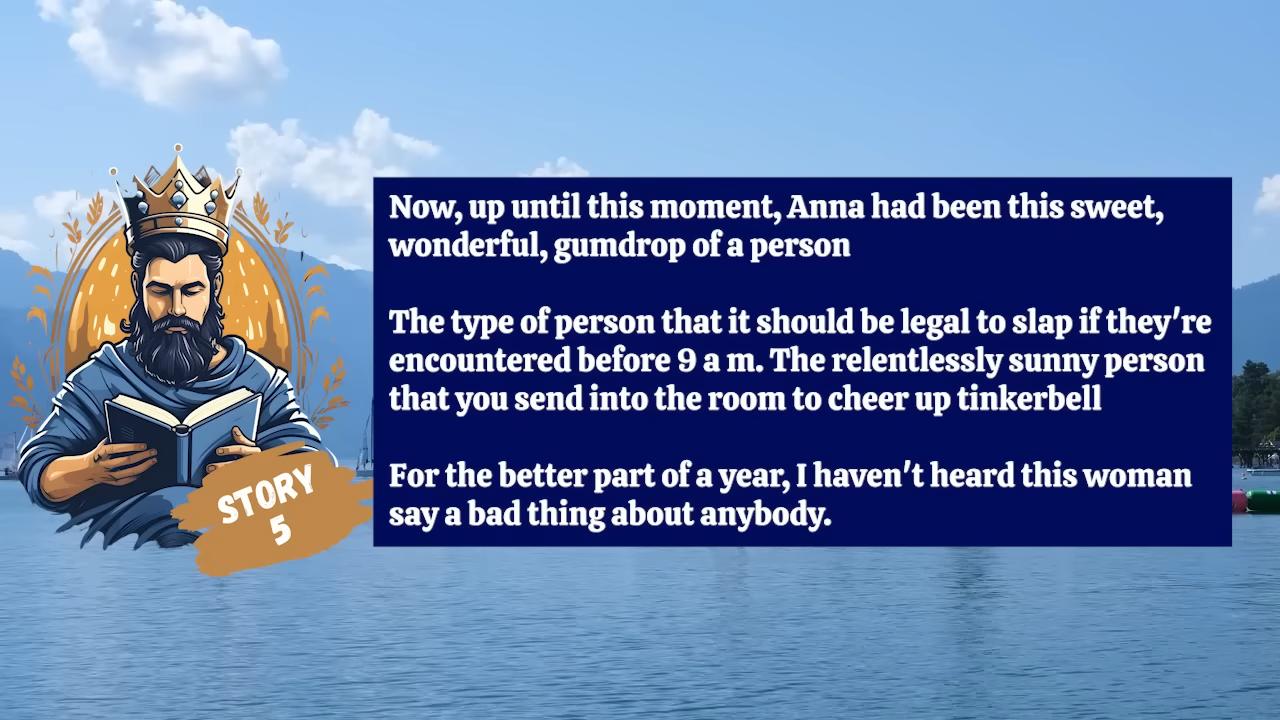 Now, up until this moment, Anna had been this sweet,
wonderful, gumdrop of a person
The type of person that it should be legal to slap if they're
encountered before 9 a m. The relentlessly sunny person
that you send into the room to cheer up tinkerbell
For the better part of a year, I haven't heard this woman
say a bad thing about anybody.
STORY
5